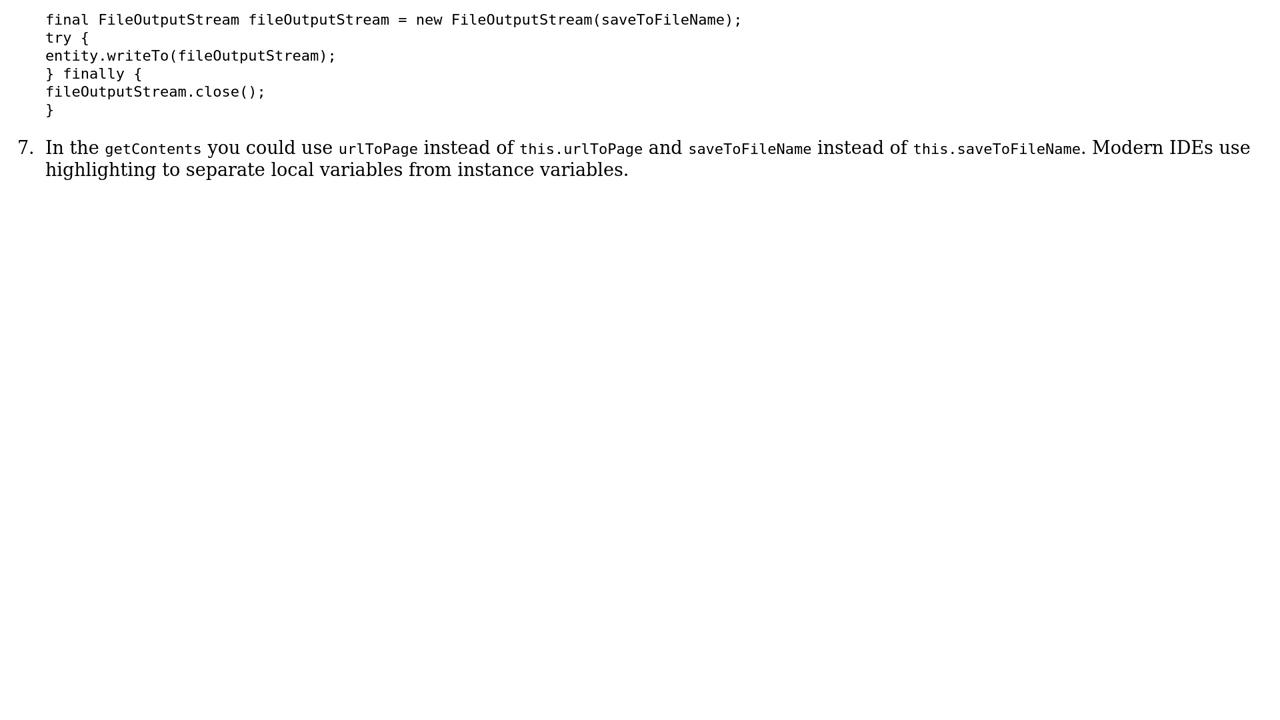 final FileOutputStream fileOutputStream = new FileOutputStream(saveToFileName);
try {
entity.writeTo(fileOutputStream);
} finally {
fileOutputStream.close();
}
7. In the getContents you could use urlToPage instead of this.urlToPage and saveToFileName instead of this.saveToFileName. Modern IDEs use
highlighting to separate local variables from instance variables.